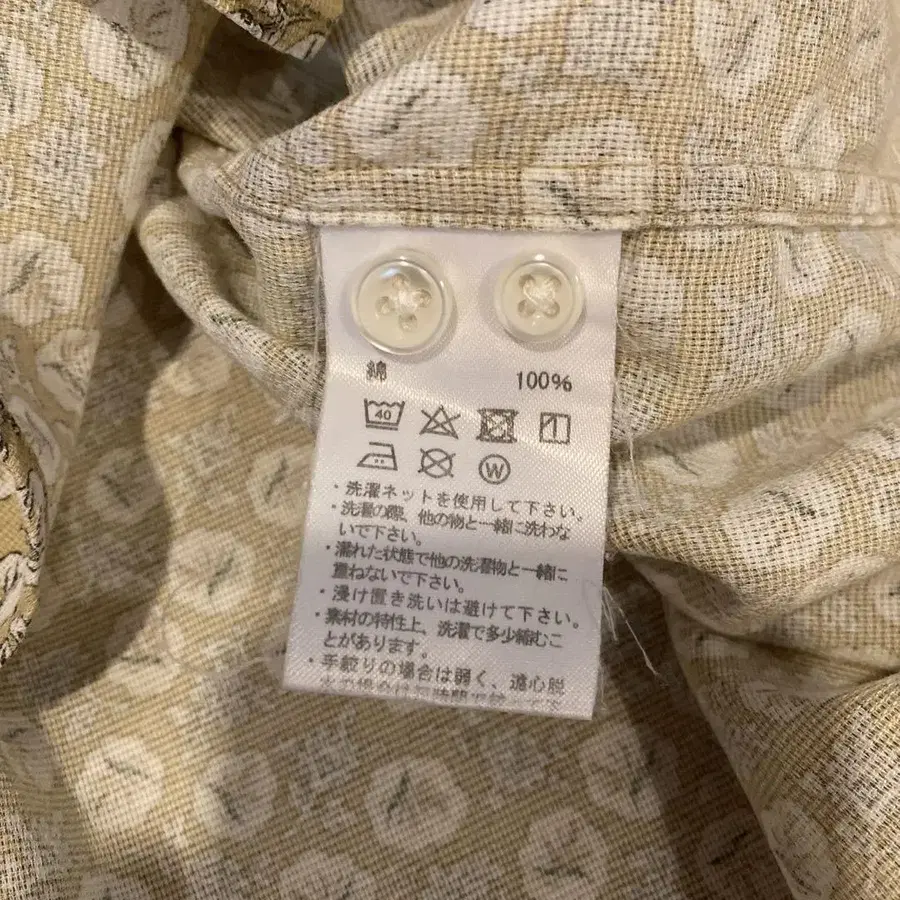 綿 100%
40
W
・洗濯ネットを使用して下さい。
・洗濯の際、他の物と一緒に洗わな
いで下さい。
・濡れた状態で他の洗濯物と一緒に
重ねないで下さい。
・浸け置き洗いは避けて下さい。
・素材の特性上、洗濯で多少縮むこ
とがあります。
・手絞りの場合は弱く、遠心脱